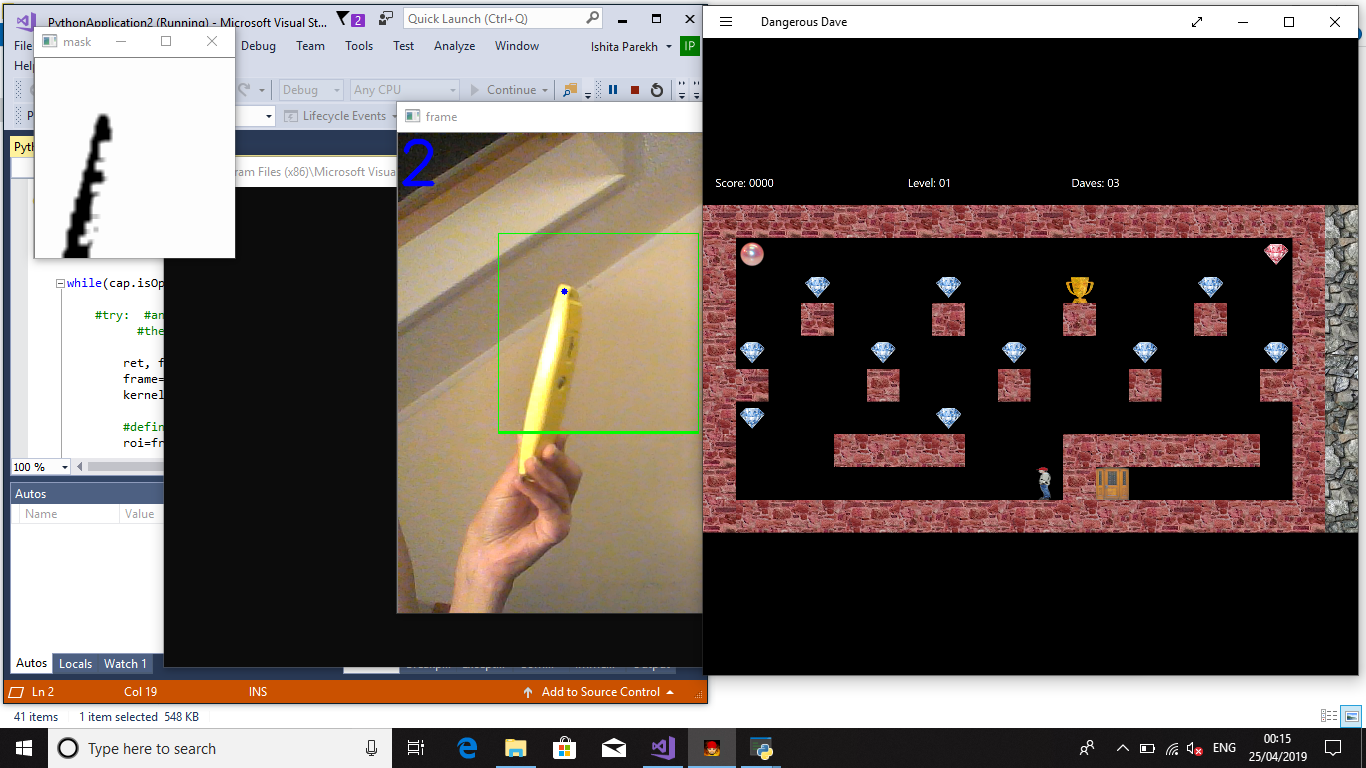 PythonApplication2 (Running) - Microsoft Visual St...
2
Quick Launch (Ctrl+Q)
File
Debug
Team
Tools
Test
Analyze
Window
Ishita Parekh
IP
mask
Debug
Any CPU
Continue
Lifecycle Events
frame
2
ram Files (x86)\Microsoft Visua
while(cap.isOp
#try: #an
#the
ret, f
frame=
kernel
#defin
roi=fr
100 %
Autos
Name
Value
Autos
Locals
Watch 1
Ln 2
Col 19
INS
Add to Source Control
41 items
1 item selected 548 KB
Dangerous Dave
Score: 0000
Level: 01
Daves: 03
Type here to search
ENG
00:15
25/04/2019